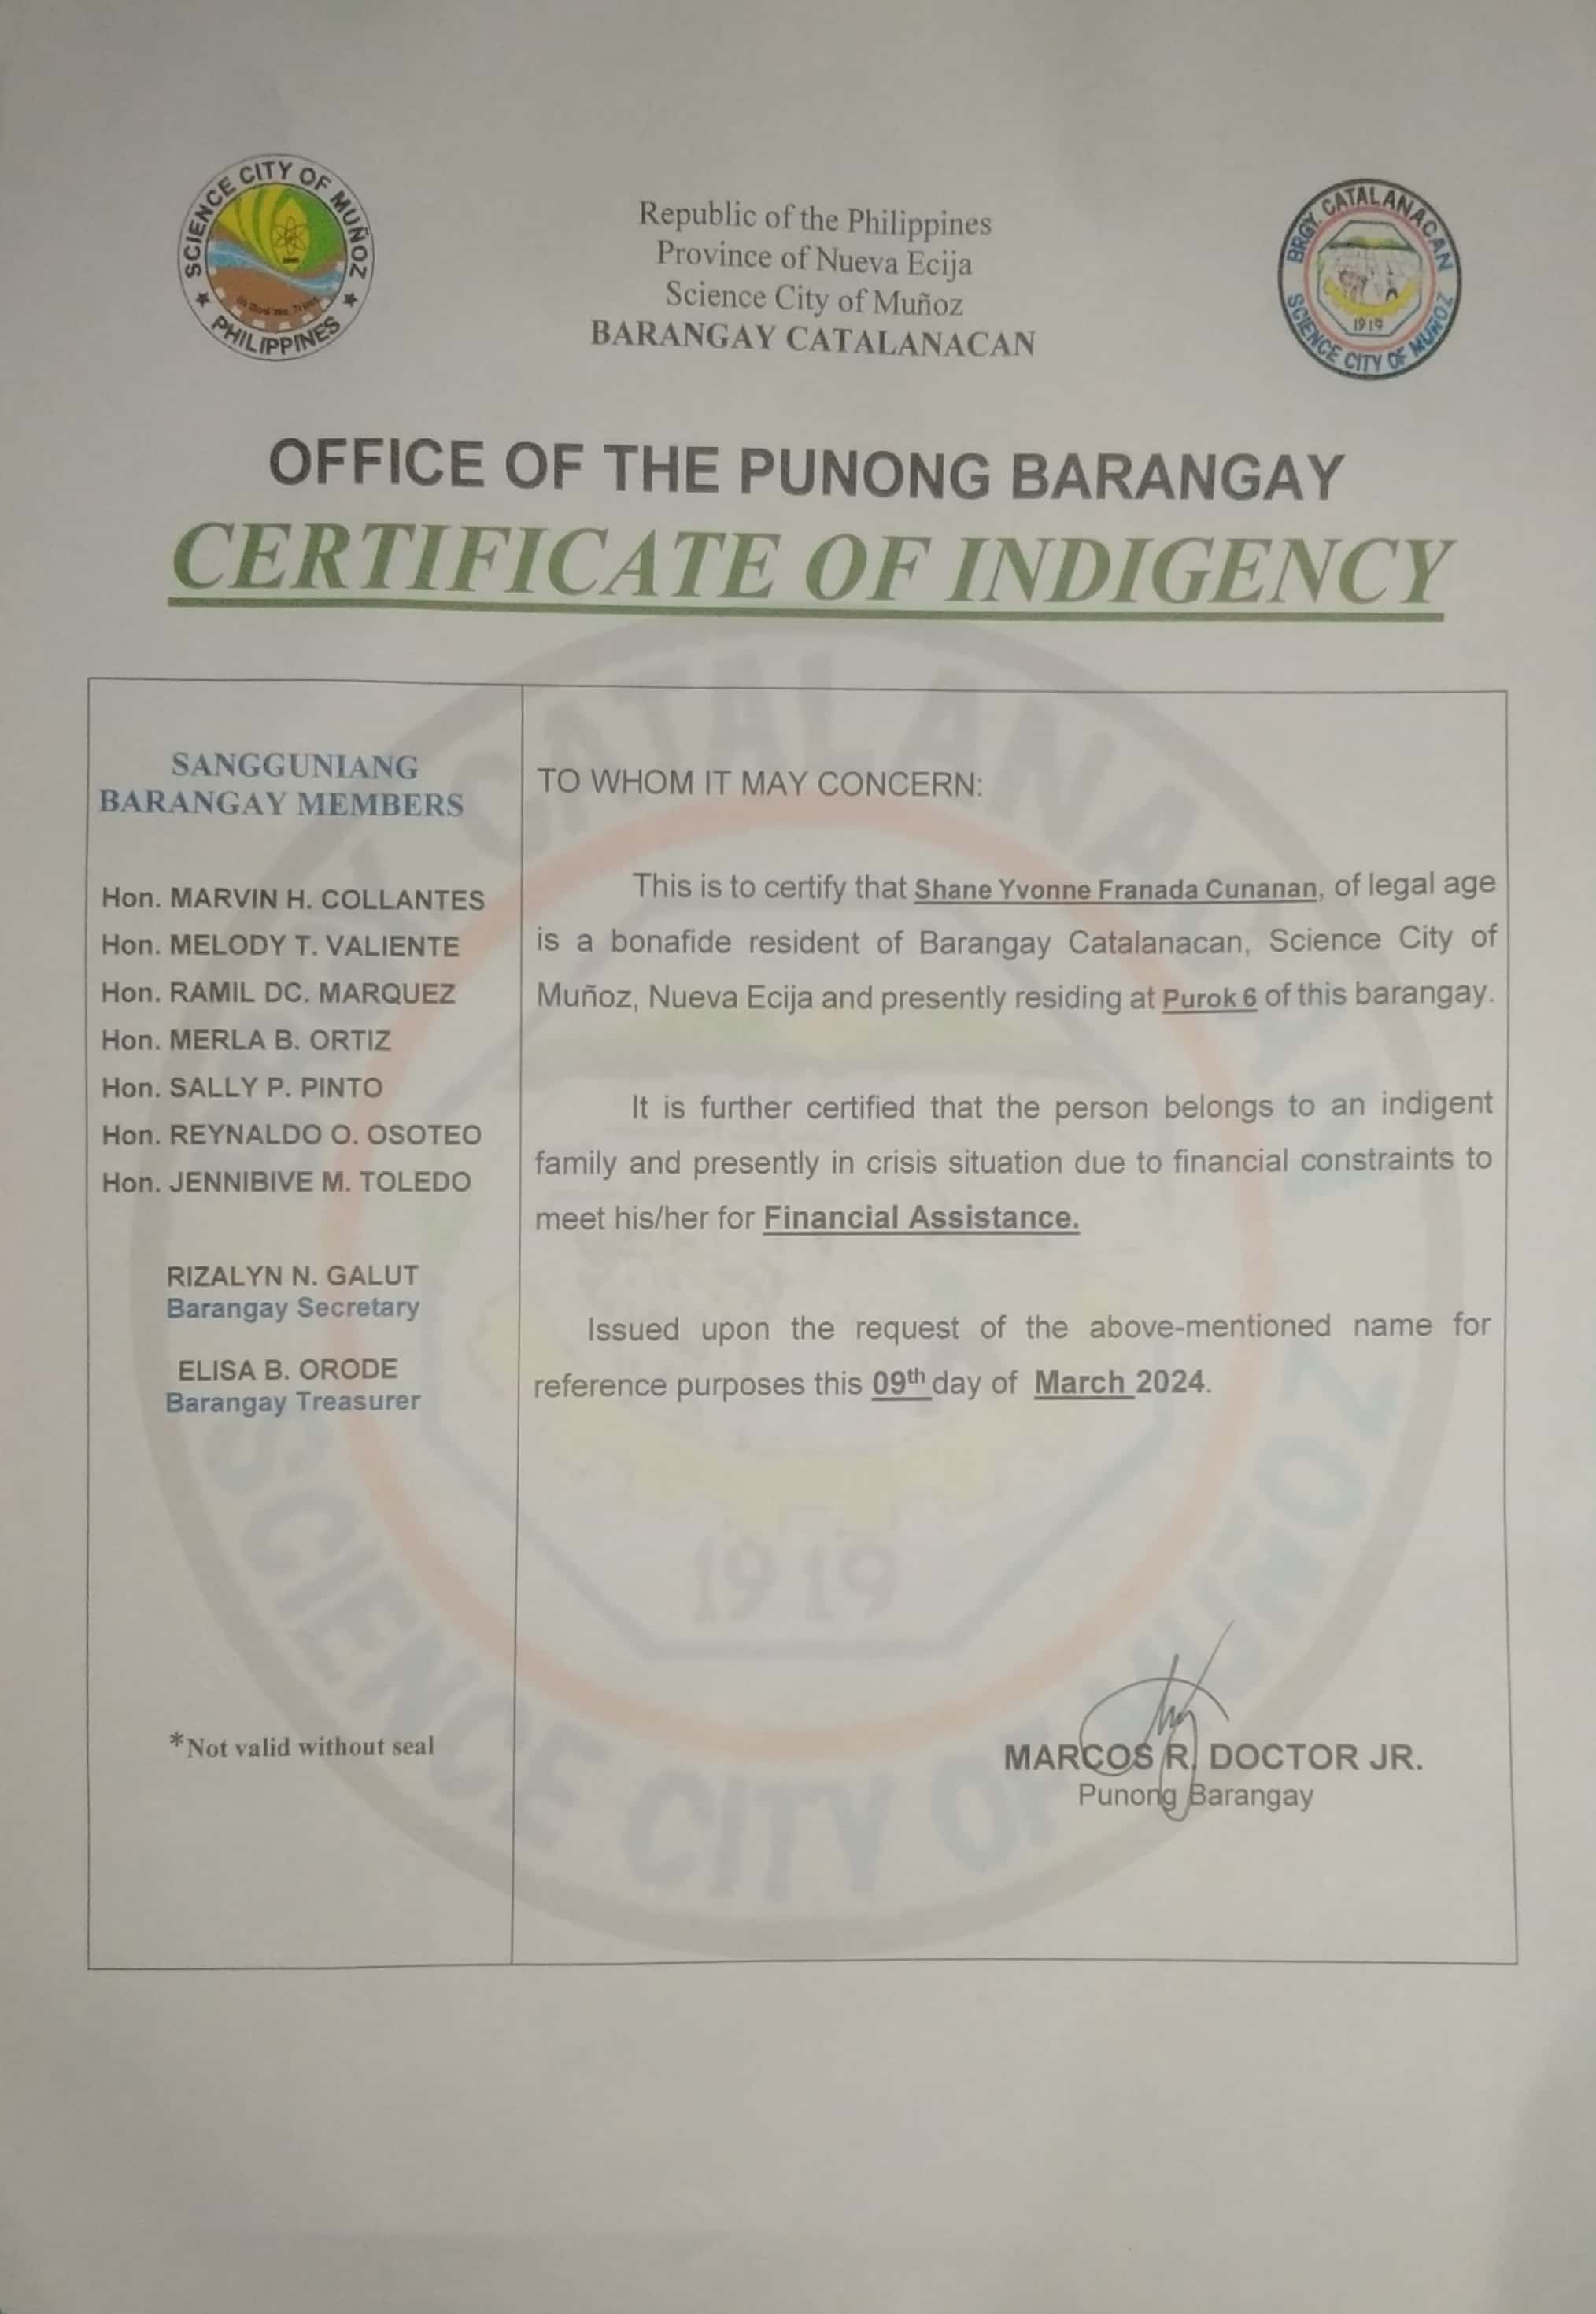 SCIENCE CITY OF MUÑOZ
PHILIPPINES
Republic of the Philippines
Province of Nueva Ecija
Science City of Muñoz
BARANGAY CATALANACAN
BRGY. CATALANACAN
1919
SCIENCE CITY OF MUÑOZ
OFFICE OF THE PUNONG BARANGAY
CERTIFICATE OF INDIGENCY
SANGGUNIANG
BARANGAY MEMBERS
Hon. MARVIN H. COLLANTES
Hon. MELODY T. VALIENTE
Hon. RAMIL DC. MARQUEZ
Hon. MERLA B. ORTIZ
Hon. SALLY P. PINTO
Hon. REYNALDO O. OSOTEO
Hon. JENNIBIVE M. TOLEDO
RIZALYN N. GALUT
Barangay Secretary
ELISA B. ORODE
Barangay Treasurer
*Not valid without seal
TO WHOM IT MAY CONCERN:
This is to certify that Shane Yvonne Franada Cunanan, of legal age
is a bonafide resident of Barangay Catalanacan, Science City of
Muñoz, Nueva Ecija and presently residing at Purok 6 of this barangay.
It is further certified that the person belongs to an indigent
family and presently in crisis situation due to financial constraints to
meet his/her for Financial Assistance.
Issued upon the request of the above-mentioned name for
reference purposes this 09th day of March 2024.
MARCOS R. DOCTOR JR.
Punong Barangay
BRGY CATALANACAN
1919
SCIENCE CITY OF MUÑOZ